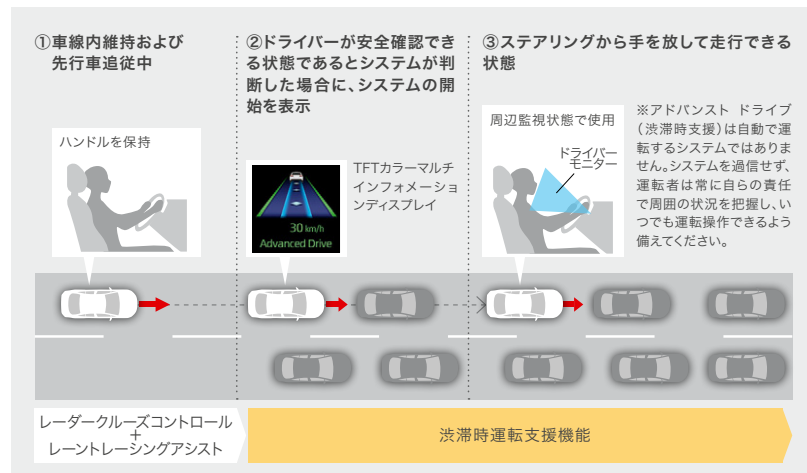 ①車線内維持および
先行車追従中
ハンドルを保持
②ドライバーが安全確認でき
る状態であるとシステムが判
断した場合に、システムの開
始を表示
30 km/h
Advanced Drive
TFTカラーマルチ
インフォメーショ
ンディスプレイ
③ステアリングから手を放して走行できる
状態
周辺監視状態で使用
ドライバー
モニター
※アドバンスト ドライブ
（渋滞時支援）は自動で運
転するシステムではありま
せん。システムを過信せず、
運転者は常に自らの責任
で周囲の状況を把握し、い
つでも運転操作できるよう
備えてください。
レーダークルーズコントロール
+
レーントレーシングアシスト
渋滞時運転支援機能